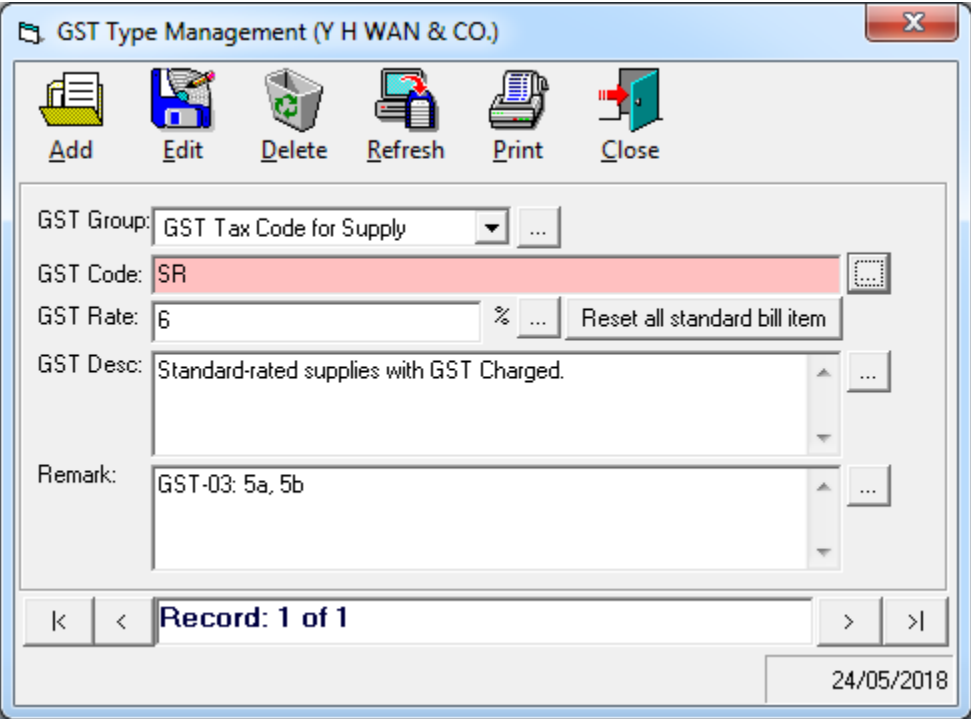 GST Type Management (Y H WAN & CO.)
Add Edit Delete Refresh Print Close
GST Group: GST Tax Code for Supply ...
GST Code: SR ...
GST Rate: 6 % ... Reset all standard bill item
GST Desc: Standard-rated supplies with GST Charged. ...
Remark: GST-03: 5a, 5b ...
|< < Record: 1 of 1 > >|
24/05/2018